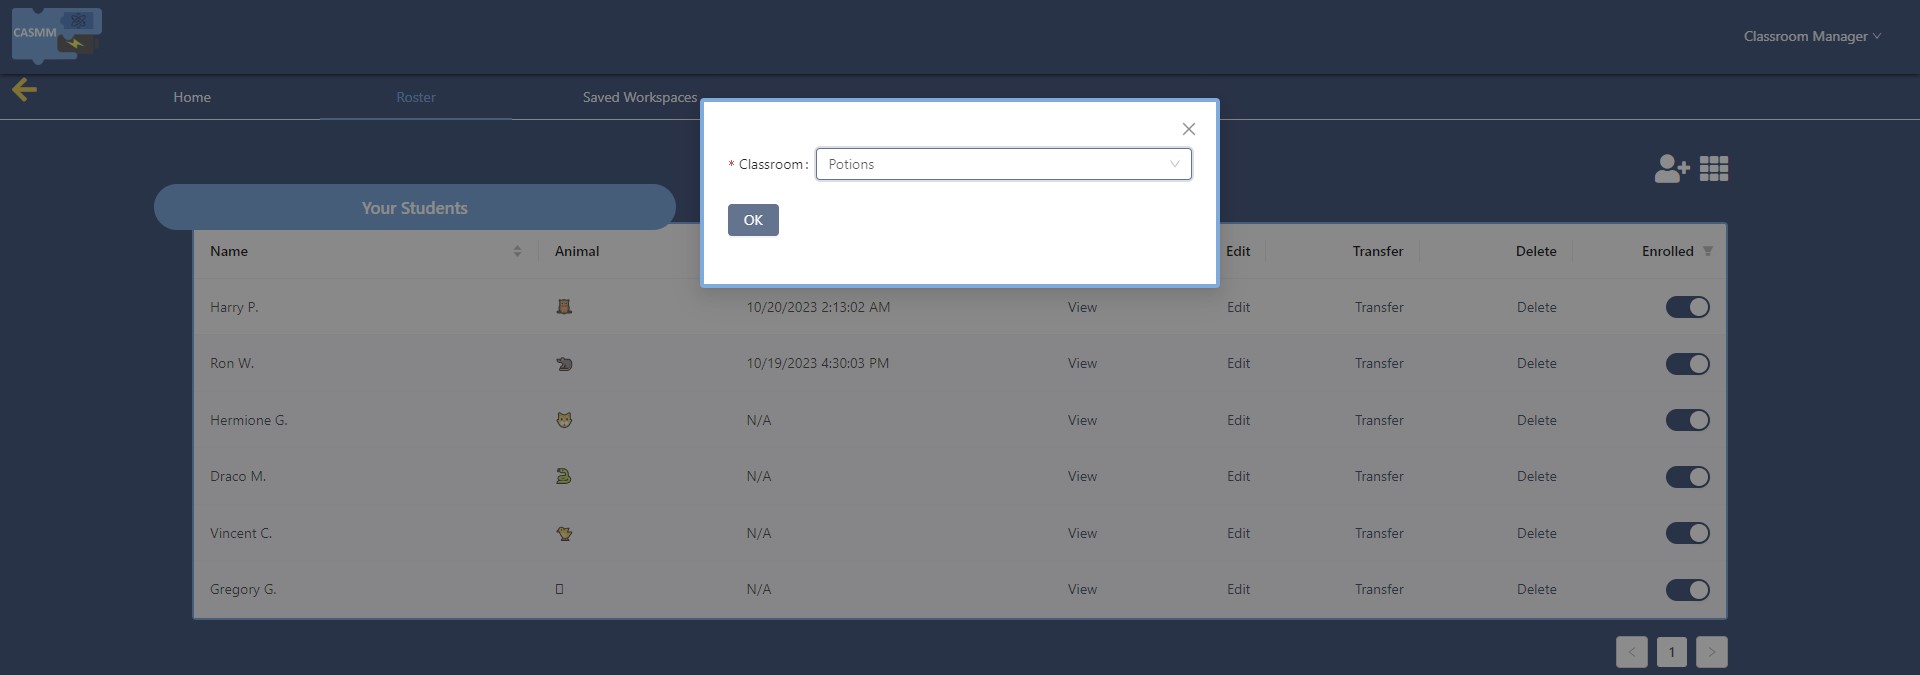 CASMM
Classroom Manager
Home Roster Saved Workspaces
* Classroom: Potions
OK
Your Students
Name Animal Edit Transfer Delete Enrolled
Harry P. 10/20/2023 2:13:02 AM View Edit Transfer Delete
Ron W. 10/19/2023 4:30:03 PM View Edit Transfer Delete
Hermione G. N/A View Edit Transfer Delete
Draco M. N/A View Edit Transfer Delete
Vincent C. N/A View Edit Transfer Delete
Gregory G. N/A View Edit Transfer Delete
< 1 >